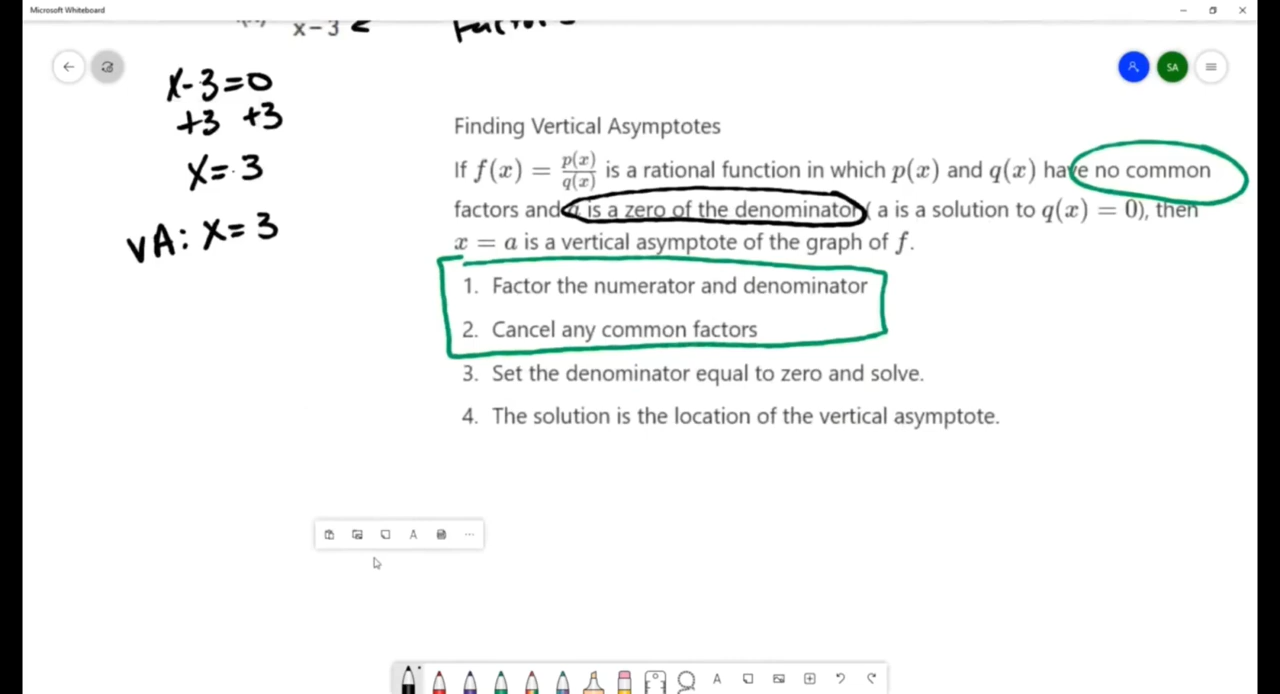 Microsoft Whiteboard
x-3
x-3=0
+3 +3
x=3
VA: x=3
SA
Finding Vertical Asymptotes
If f(x) = p(x)/q(x) is a rational function in which p(x) and q(x) have no common
factors and a is a zero of the denominator ( a is a solution to q(x) = 0), then
x = a is a vertical asymptote of the graph of f.
1. Factor the numerator and denominator
2. Cancel any common factors
3. Set the denominator equal to zero and solve.
4. The solution is the location of the vertical asymptote.